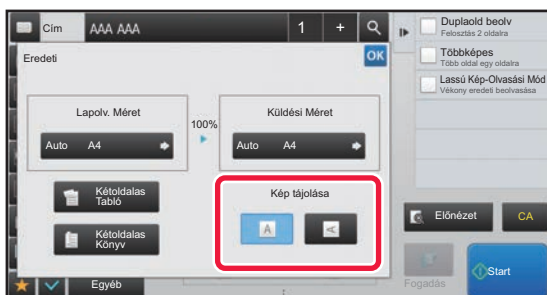 Cím AAA AAA 1 +
Eredeti OK
Lapolv. Méret
100%
Küldési Méret
Auto A4
Auto A4
Kétoldalas
Tabló
Kétoldalas
Könyv
Kép tájolása
A
A
Egyéb
Duplaold beolv
Felosztás 2 oldalra
Többképes
Több oldal egy oldalra
Lassú Kép-Olvasási Mód
Vékony eredeti beolvasása
Előnézet
CA
Fogadás
Start